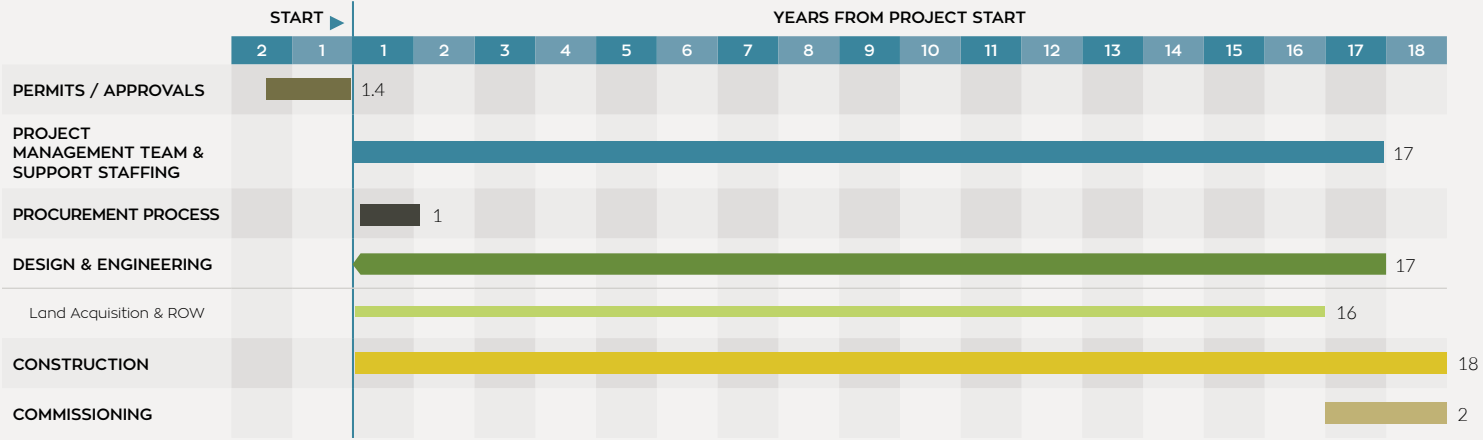 START
YEARS FROM PROJECT START
2 1 1 2 3 4 5 6 7 8 9 10 11 12 13 14 15 16 17 18
PERMITS / APPROVALS 1.4
PROJECT
MANAGEMENT TEAM &
SUPPORT STAFFING
17
PROCUREMENT PROCESS 1
DESIGN & ENGINEERING 17
Land Acquisition & ROW 16
CONSTRUCTION 18
COMMISSIONING 2